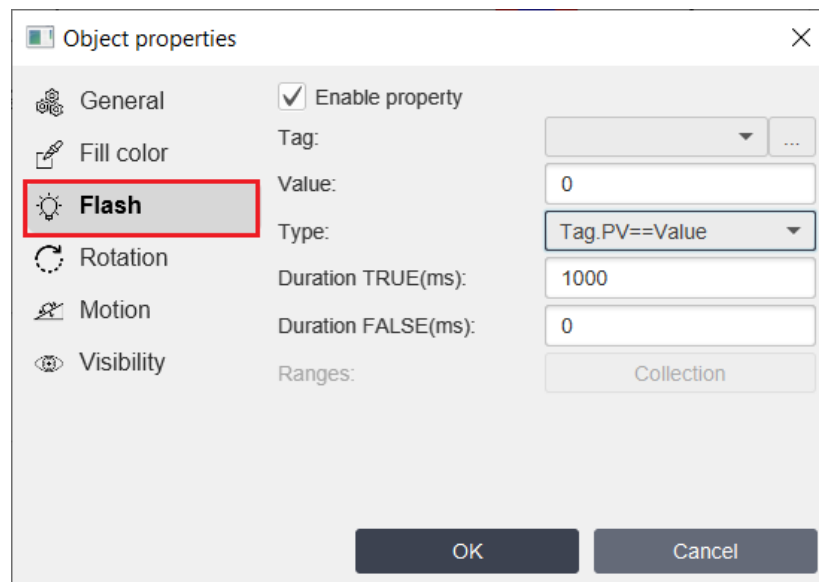 Object properties
General
Fill color
Flash
Rotation
Motion
Visibility
Enable property
Tag:
...
Value:
0
Type:
Tag.PV==Value
Duration TRUE(ms):
1000
Duration FALSE(ms):
0
Ranges:
Collection
OK
Cancel